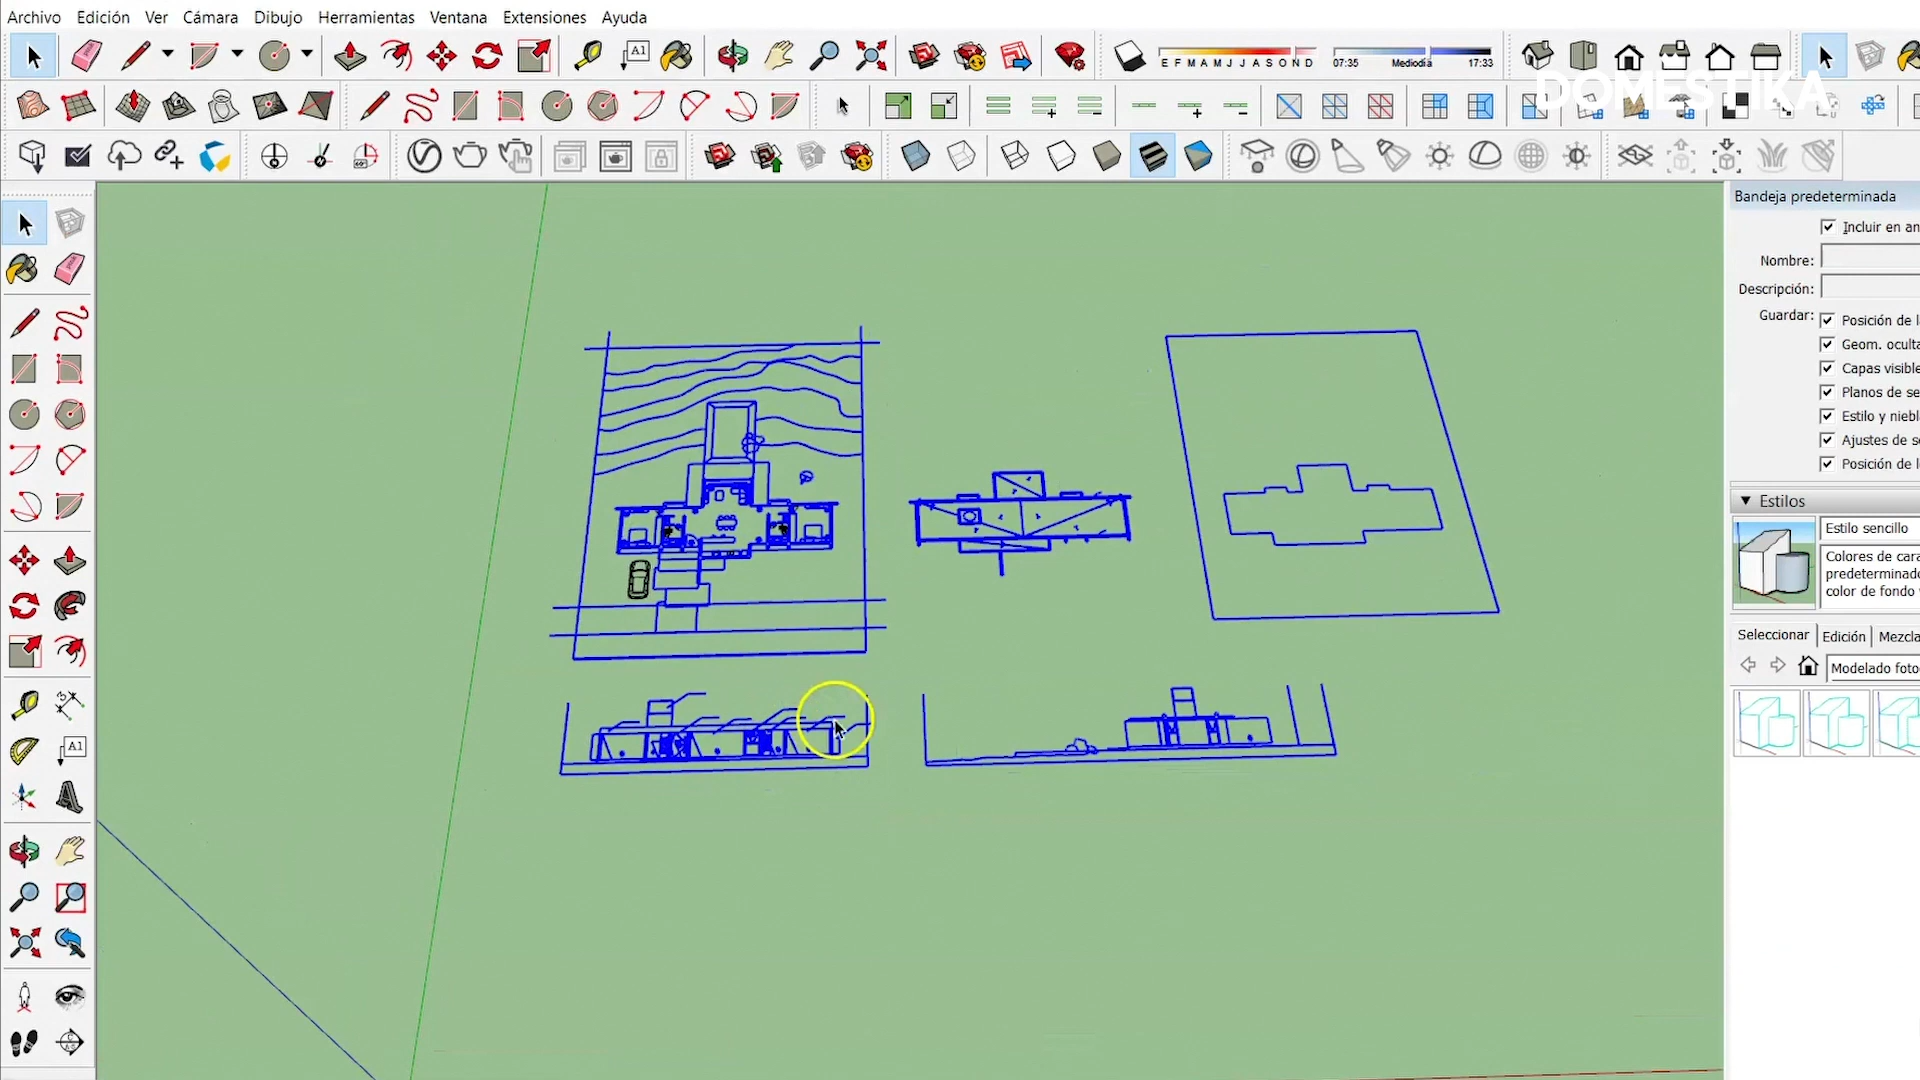 Archivo Edición Ver Cámara Dibujo Herramientas Ventana Extensiones Ayuda
A1
E F M A M J J A S O N D
07:35 Mediodía 17:33
DOMESTIKA
Bandeja predeterminada
Incluir en an
Nombre:
Descripción:
Guardar:
Posición de l
Geom. oculta
Capas visible
Planos de se
Estilo y niebl
Ajustes de s
Posición de l
Estilos
Estilo sencillo
Colores de cara
predeterminado
color de fondo
Seleccionar Edición Mezcla
Modelado foto
A1